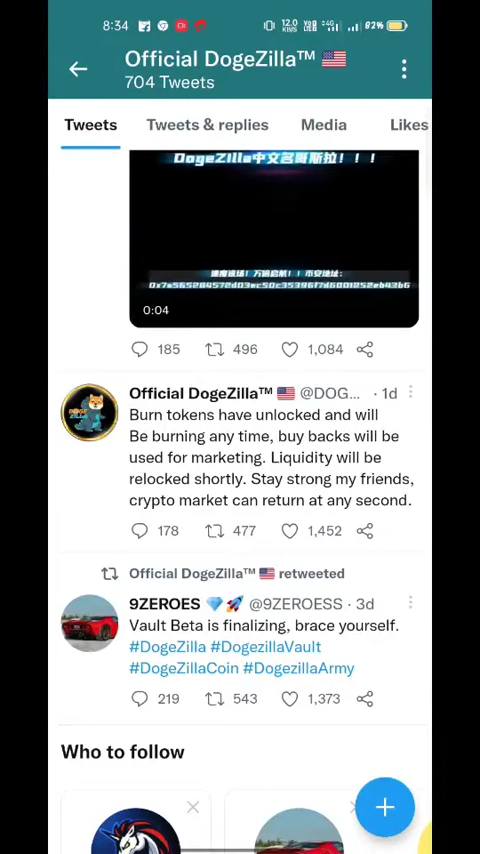 8:34 12.0 KB/S 4G 82%
Official DogeZilla™ 🇺🇸
704 Tweets
Tweets Tweets & replies Media Likes
DogeZilla中文名哥斯拉！！！
0:04
185 496 1,084
Official DogeZilla™ 🇺🇸 @DOG... · 1d
Burn tokens have unlocked and will
Be burning any time, buy backs will be
used for marketing. Liquidity will be
relocked shortly. Stay strong my friends,
crypto market can return at any second.
178 477 1,452
Official DogeZilla™ 🇺🇸 retweeted
9ZEROES 💎🚀 @9ZEROESS · 3d
Vault Beta is finalizing, brace yourself.
#DogeZilla #DogezillaVault
#DogeZillaCoin #DogezillaArmy
219 543 1,373
Who to follow